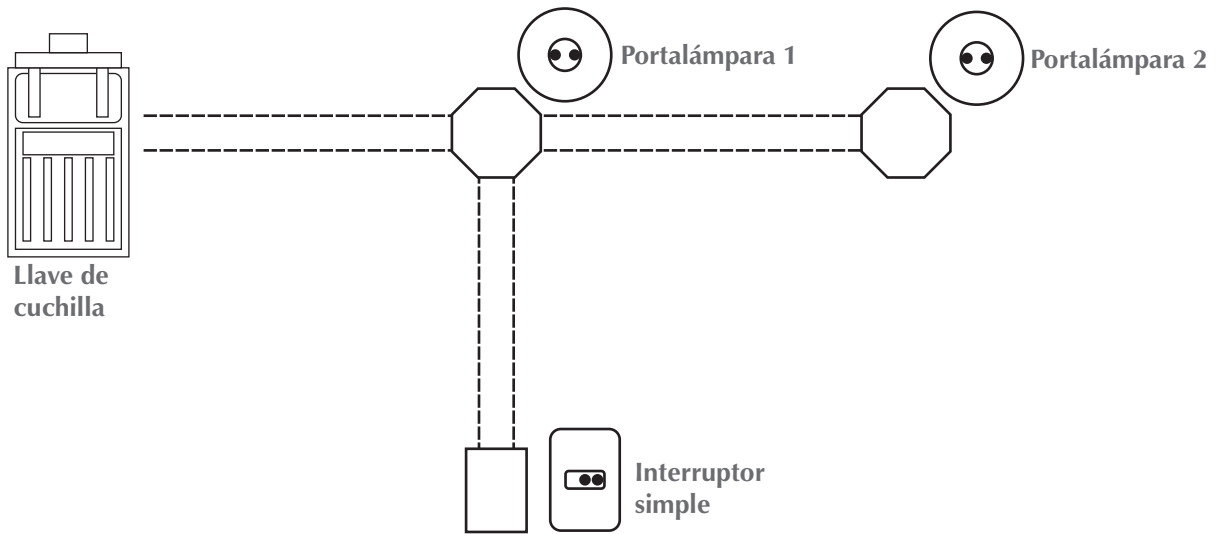 Portalámpara 1
Portalámpara 2
Llave de
cuchilla
Interruptor
simple